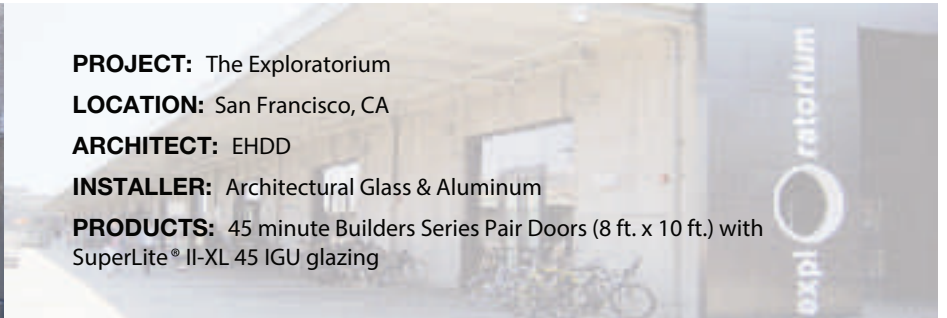 PROJECT: The Exploratorium
LOCATION: San Francisco, CA
ARCHITECT: EHDD
INSTALLER: Architectural Glass & Aluminum
PRODUCTS: 45 minute Builders Series Pair Doors (8 ft. x 10 ft.) with
SuperLite® II-XL 45 IGU glazing
explOratorium